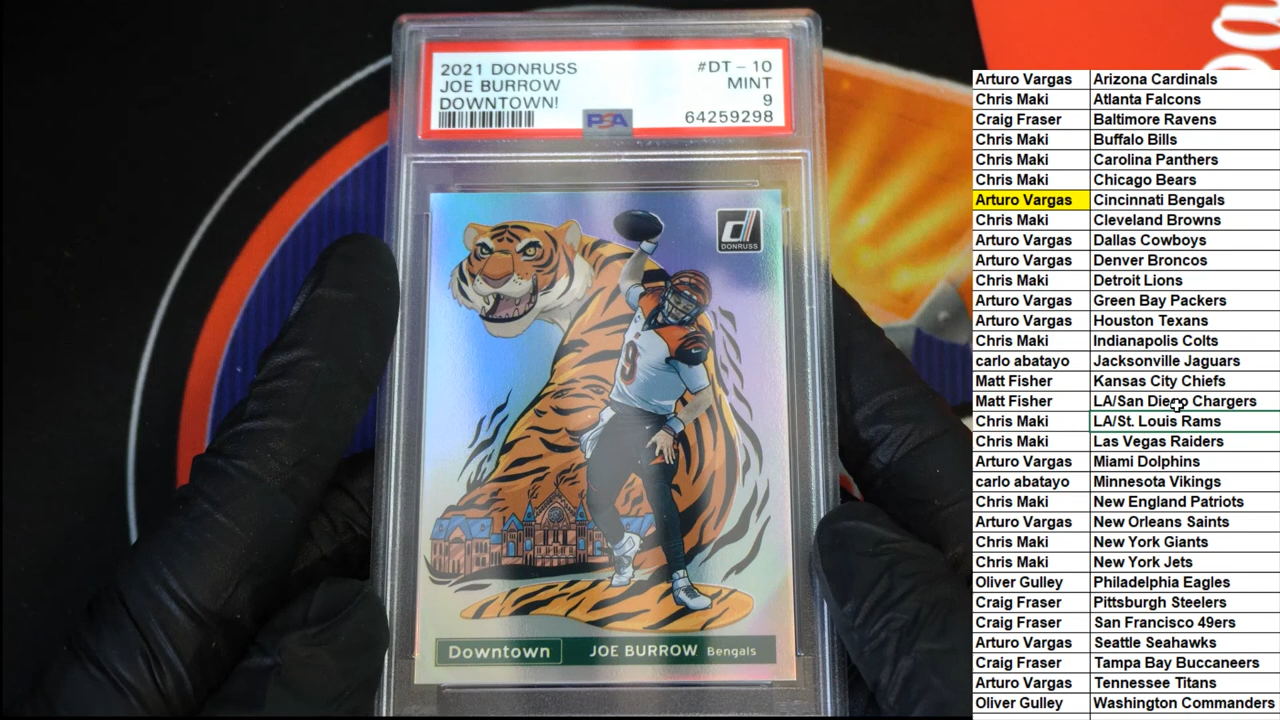 2021 DONRUSS #DT-10
JOE BURROW MINT
DOWNTOWN! 9
PSA 64259298
DONRUSS
9
Downtown JOE BURROW Bengals
Arturo Vargas Arizona Cardinals
Chris Maki Atlanta Falcons
Craig Fraser Baltimore Ravens
Chris Maki Buffalo Bills
Chris Maki Carolina Panthers
Chris Maki Chicago Bears
Arturo Vargas Cincinnati Bengals
Chris Maki Cleveland Browns
Arturo Vargas Dallas Cowboys
Arturo Vargas Denver Broncos
Chris Maki Detroit Lions
Arturo Vargas Green Bay Packers
Arturo Vargas Houston Texans
Chris Maki Indianapolis Colts
carlo abatayo Jacksonville Jaguars
Matt Fisher Kansas City Chiefs
Matt Fisher LA/San Diego Chargers
Chris Maki LA/St. Louis Rams
Chris Maki Las Vegas Raiders
Arturo Vargas Miami Dolphins
carlo abatayo Minnesota Vikings
Chris Maki New England Patriots
Arturo Vargas New Orleans Saints
Chris Maki New York Giants
Chris Maki New York Jets
Oliver Gulley Philadelphia Eagles
Craig Fraser Pittsburgh Steelers
Craig Fraser San Francisco 49ers
Arturo Vargas Seattle Seahawks
Craig Fraser Tampa Bay Buccaneers
Arturo Vargas Tennessee Titans
Oliver Gulley Washington Commanders